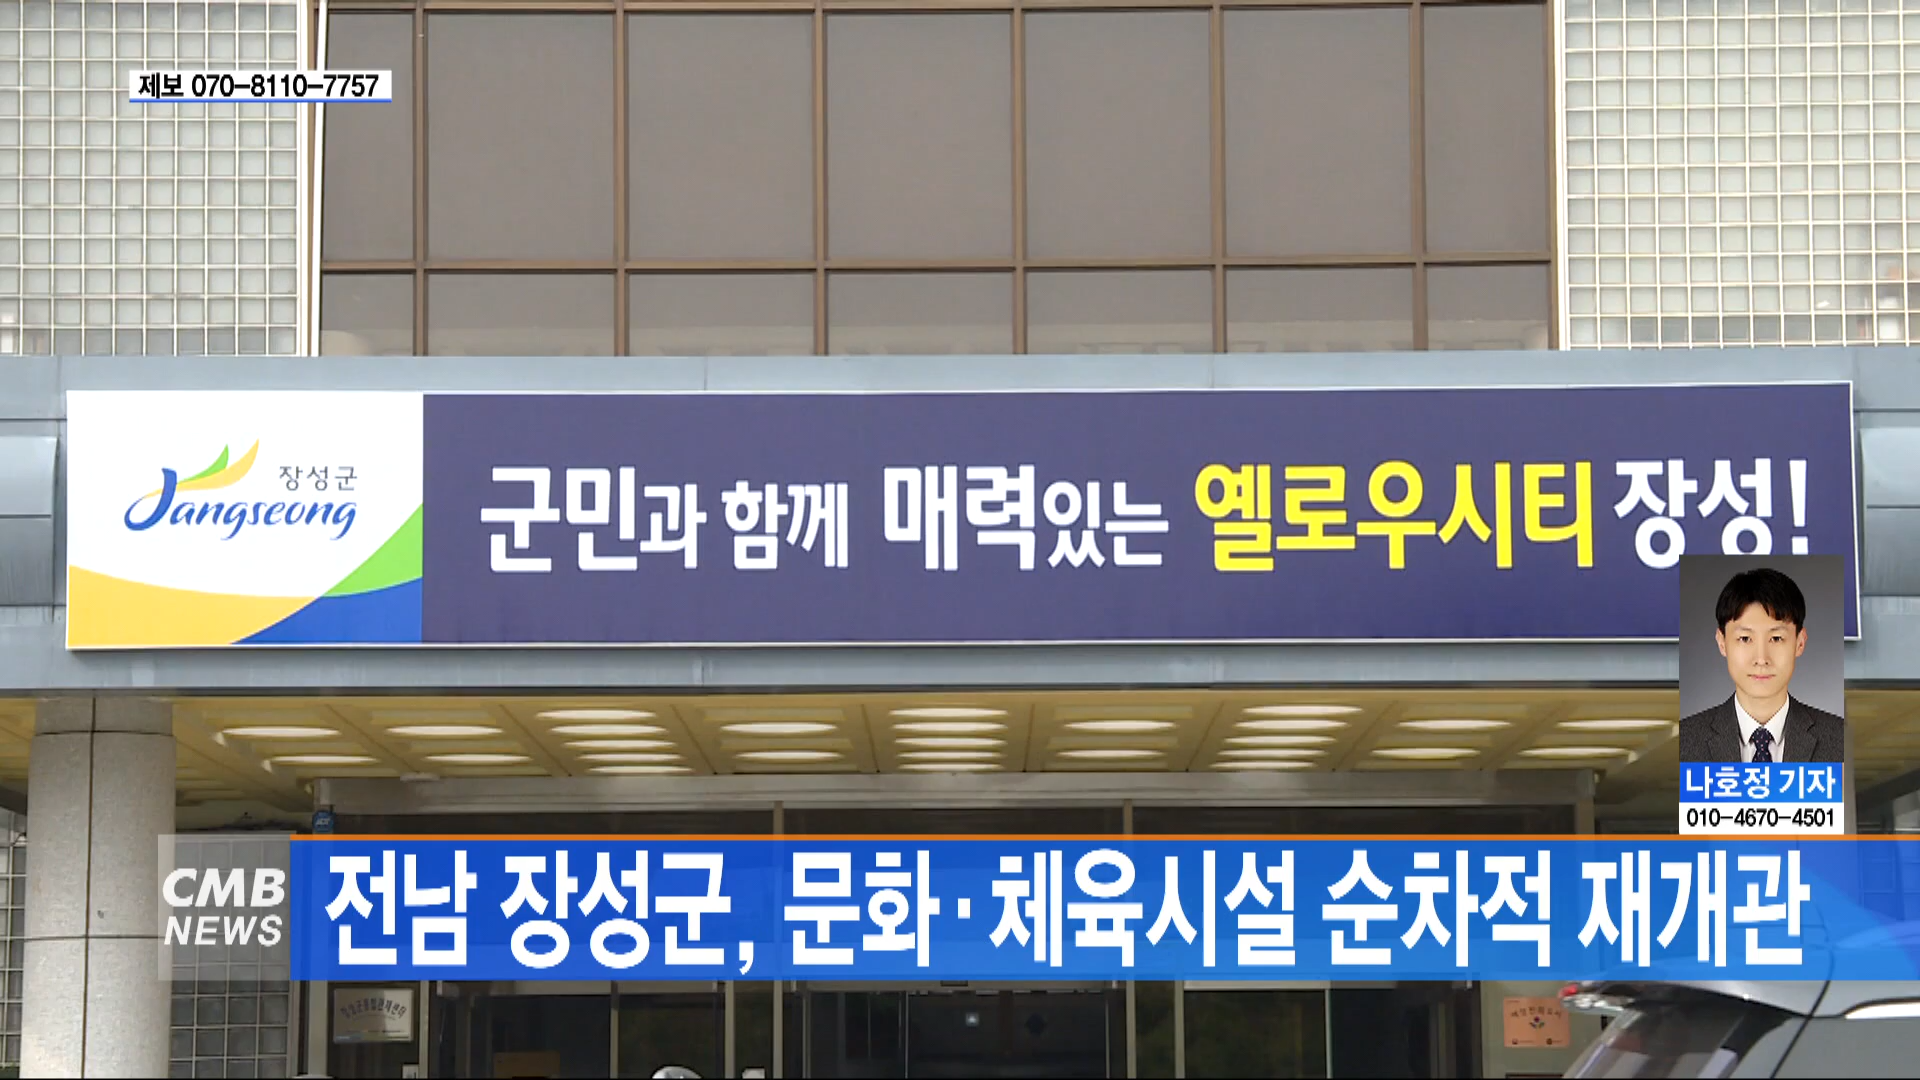 제보 070-8110-7757
장성군
Jangseong
군민과 함께 매력있는 옐로우시티 장성!
나호정 기자
010-4670-4501
CMB
NEWS
전남 장성군, 문화·체육시설 순차적 재개관